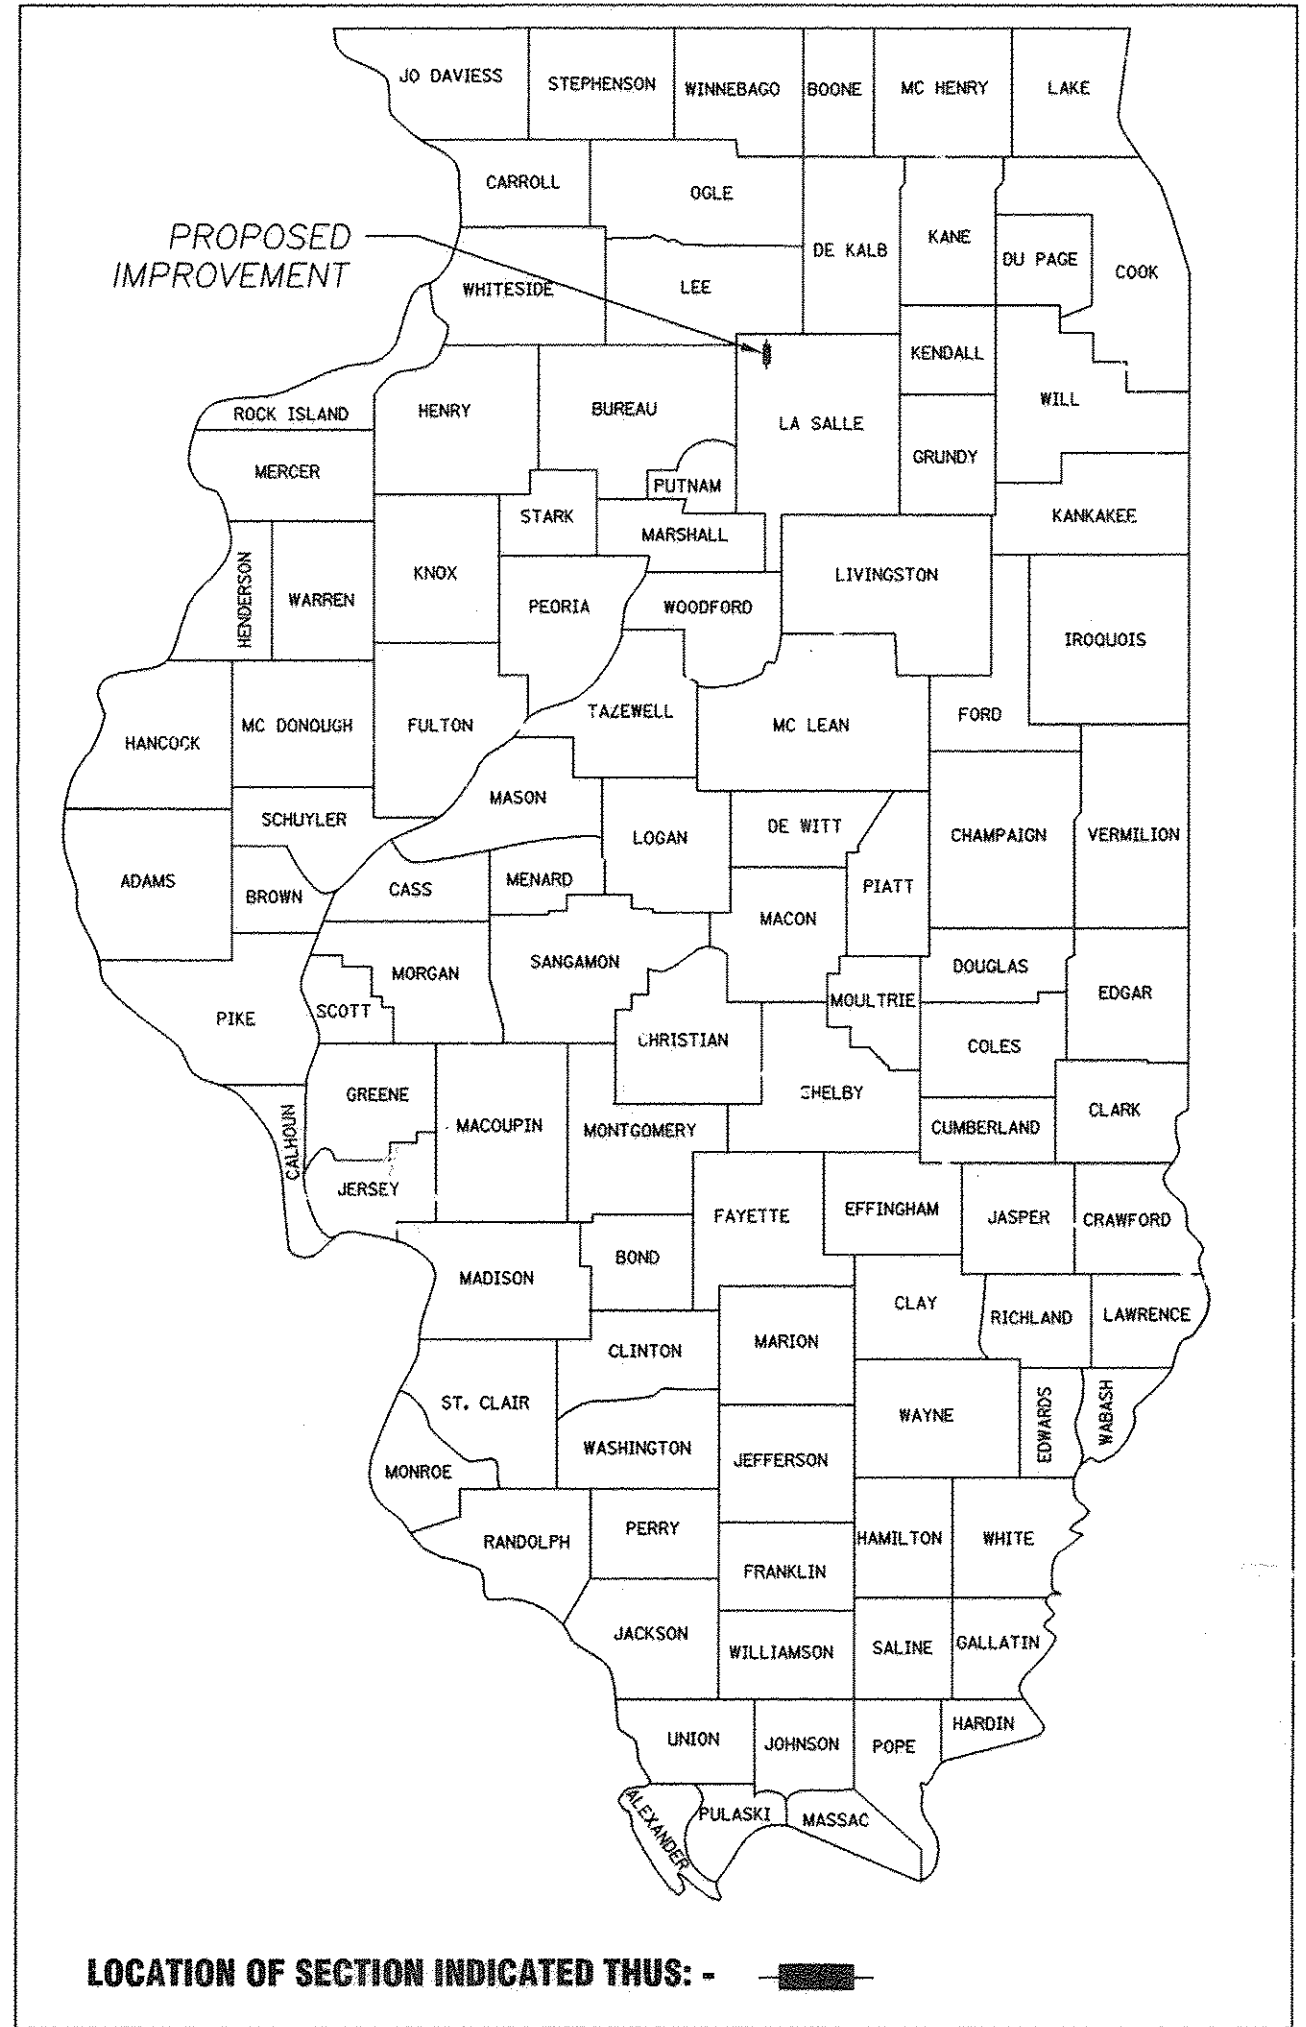 JO DAVIESS
STEPHENSON
WINNEBAGO
BOONE
MC HENRY
LAKE
CARROLL
OGLE
DE KALB
KANE
DU PAGE
COOK
PROPOSED
IMPROVEMENT
WHITESIDE
LEE
KENDALL
ROCK ISLAND
HENRY
BUREAU
LA SALLE
WILL
GRUNDY
MERCER
PUTNAM
STARK
MARSHALL
KANKAKEE
HENDERSON
WARREN
KNOX
PEORIA
WOODFORD
LIVINGSTON
IROQUOIS
HANCOCK
MC DONOUGH
FULTON
TAZEWELL
MC LEAN
FORD
MASON
SCHUYLER
LOGAN
DE WITT
CHAMPAIGN
VERMILION
ADAMS
BROWN
CASS
MENARD
PIATT
MACON
SANGAMON
MORGAN
DOUGLAS
EDGAR
PIKE
SCOTT
CHRISTIAN
MOULTRIE
COLES
GREENE
SHELBY
CLARK
CALHOUN
MACOUPIN
MONTGOMERY
CUMBERLAND
JERSEY
FAYETTE
EFFINGHAM
JASPER
CRAWFORD
BOND
MADISON
CLAY
RICHLAND
LAWRENCE
CLINTON
MARION
ST. CLAIR
WAYNE
EDWARDS
WABASH
WASHINGTON
JEFFERSON
MONROE
RANDOLPH
PERRY
HAMILTON
WHITE
FRANKLIN
JACKSON
WILLIAMSON
SALINE
GALLATIN
UNION
JOHNSON
POPE
HARDIN
ALEXANDER
PULASKI
MASSAC
LOCATION OF SECTION INDICATED THUS: -